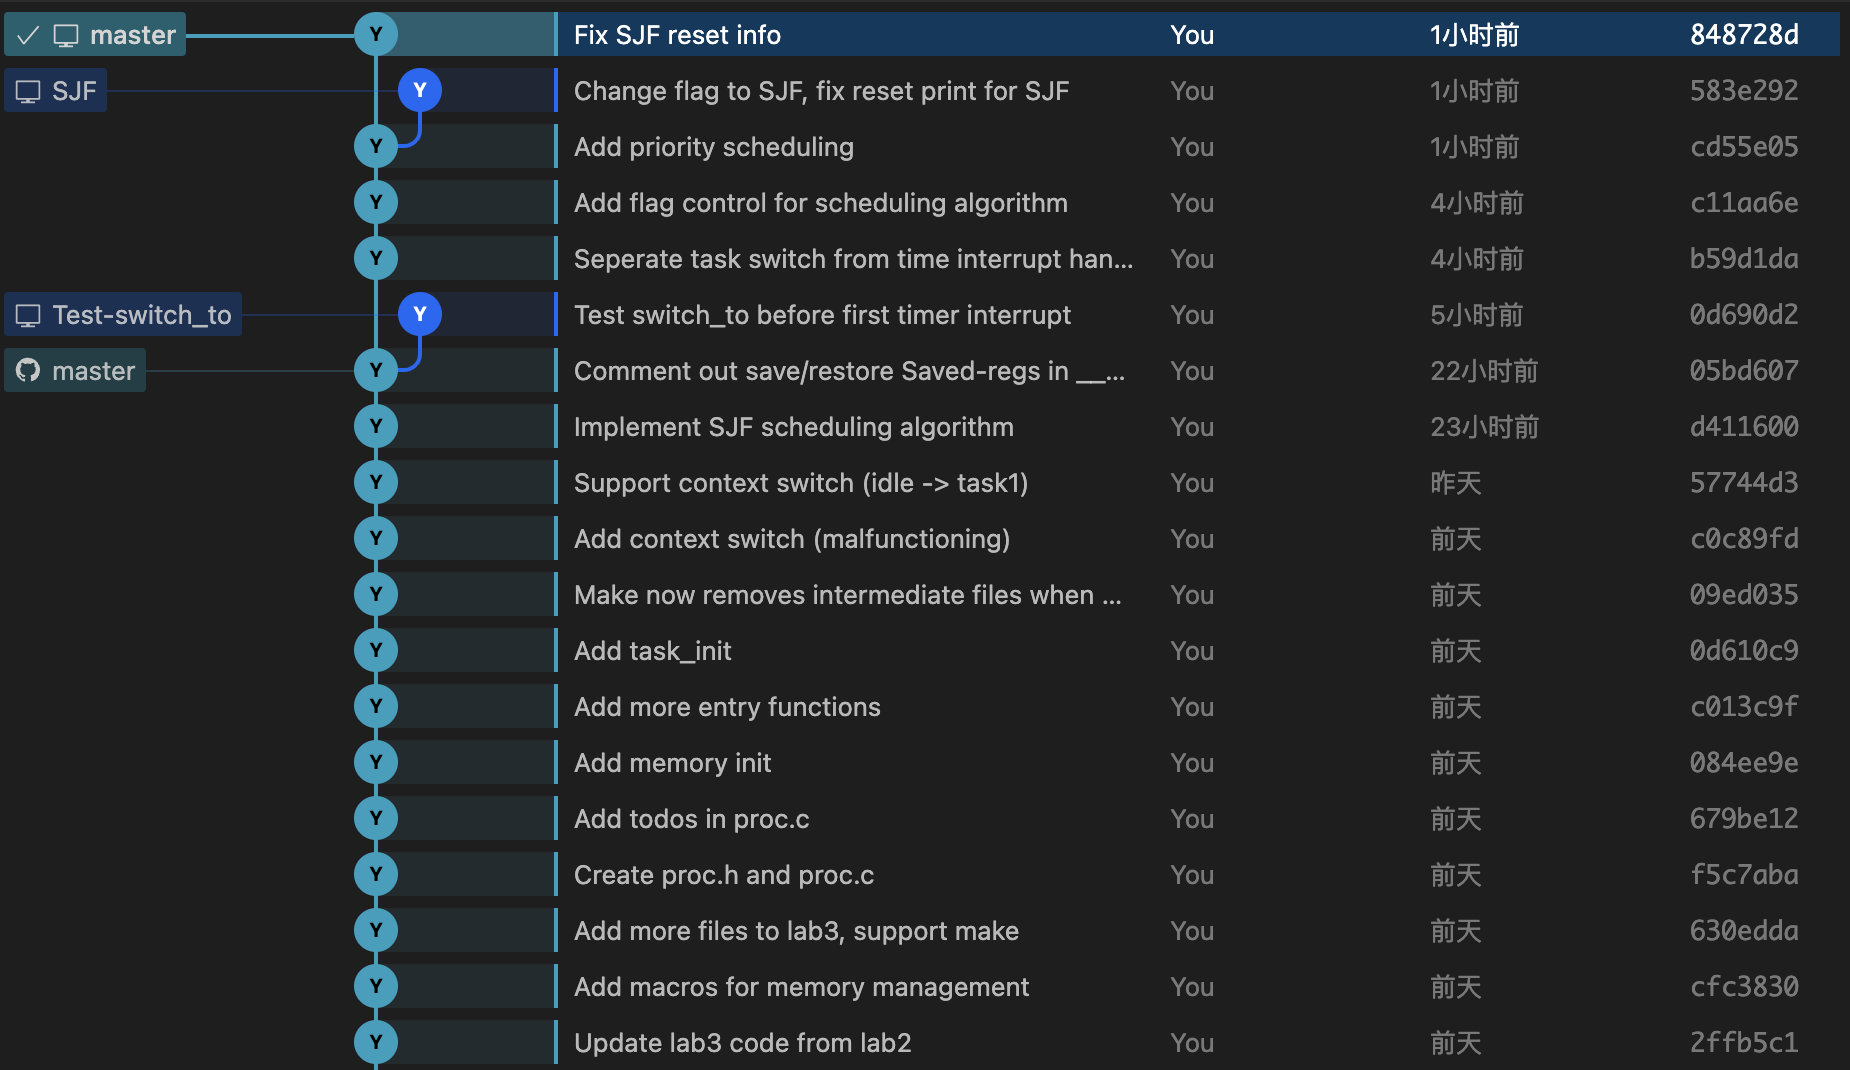 master Y Fix SJF reset info You 1小时前 848728d
SJF Y Change flag to SJF, fix reset print for SJF You 1小时前 583e292
Y Add priority scheduling You 1小时前 cd55e05
Y Add flag control for scheduling algorithm You 4小时前 c11aa6e
Y Seperate task switch from time interrupt han... You 4小时前 b59d1da
Test-switch_to Y Test switch_to before first timer interrupt You 5小时前 0d690d2
master Y Comment out save/restore Saved-regs in __... You 22小时前 05bd607
Y Implement SJF scheduling algorithm You 23小时前 d411600
Y Support context switch (idle -> task1) You 昨天 57744d3
Y Add context switch (malfunctioning) You 前天 c0c89fd
Y Make now removes intermediate files when ... You 前天 09ed035
Y Add task_init You 前天 0d610c9
Y Add more entry functions You 前天 c013c9f
Y Add memory init You 前天 084ee9e
Y Add todos in proc.c You 前天 679be12
Y Create proc.h and proc.c You 前天 f5c7aba
Y Add more files to lab3, support make You 前天 630edda
Y Add macros for memory management You 前天 cfc3830
Y Update lab3 code from lab2 You 前天 2ffb5c1